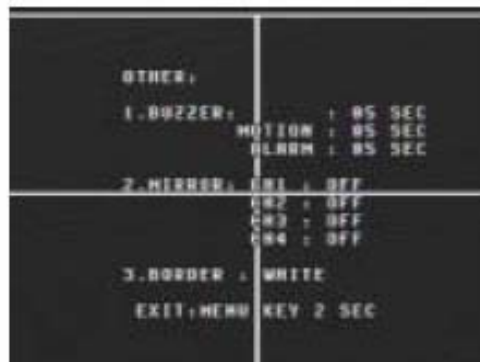 OTHER:
1.BUZZER: : 05 SEC
MOTION : 05 SEC
ALARM : 05 SEC
2.MIRROR: CH1 : OFF
CH2 : OFF
CH3 : OFF
CH4 : OFF
3.BORDER : WHITE
EXIT:MENU KEY 2 SEC